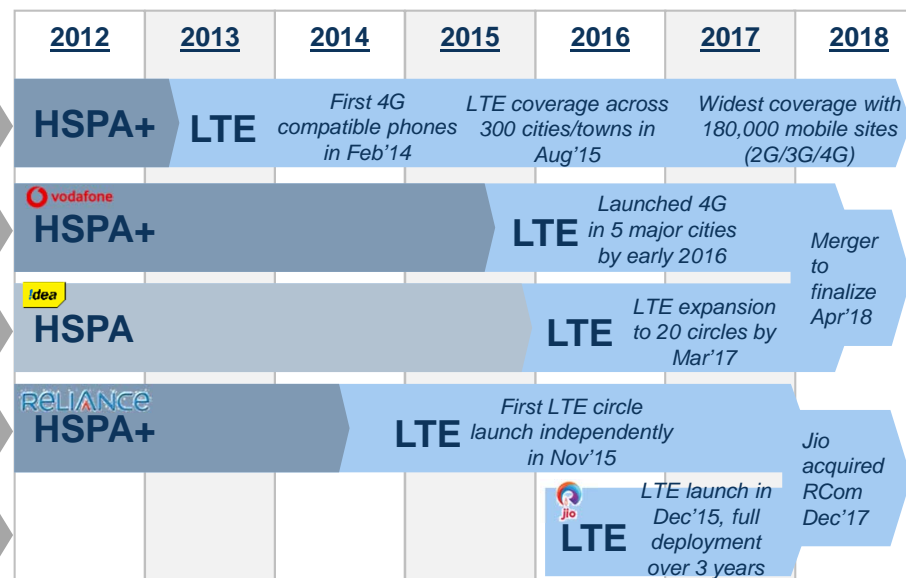 2012 2013 2014 2015 2016 2017 2018
HSPA+
LTE
First 4G
compatible phones
in Feb'14
LTE coverage across
300 cities/towns in
Aug'15
Widest coverage with
180,000 mobile sites
(2G/3G/4G)
vodafone
HSPA+
LTE
Launched 4G
in 5 major cities
by early 2016
!dea
HSPA
LTE
LTE expansion
to 20 circles by
Mar'17
Merger
to
finalize
Apr'18
RELIANCE
HSPA+
LTE
First LTE circle
launch independently
in Nov'15
Jio
LTE
LTE launch in
Dec'15, full
deployment
over 3 years
Jio
acquired
RCom
Dec'17